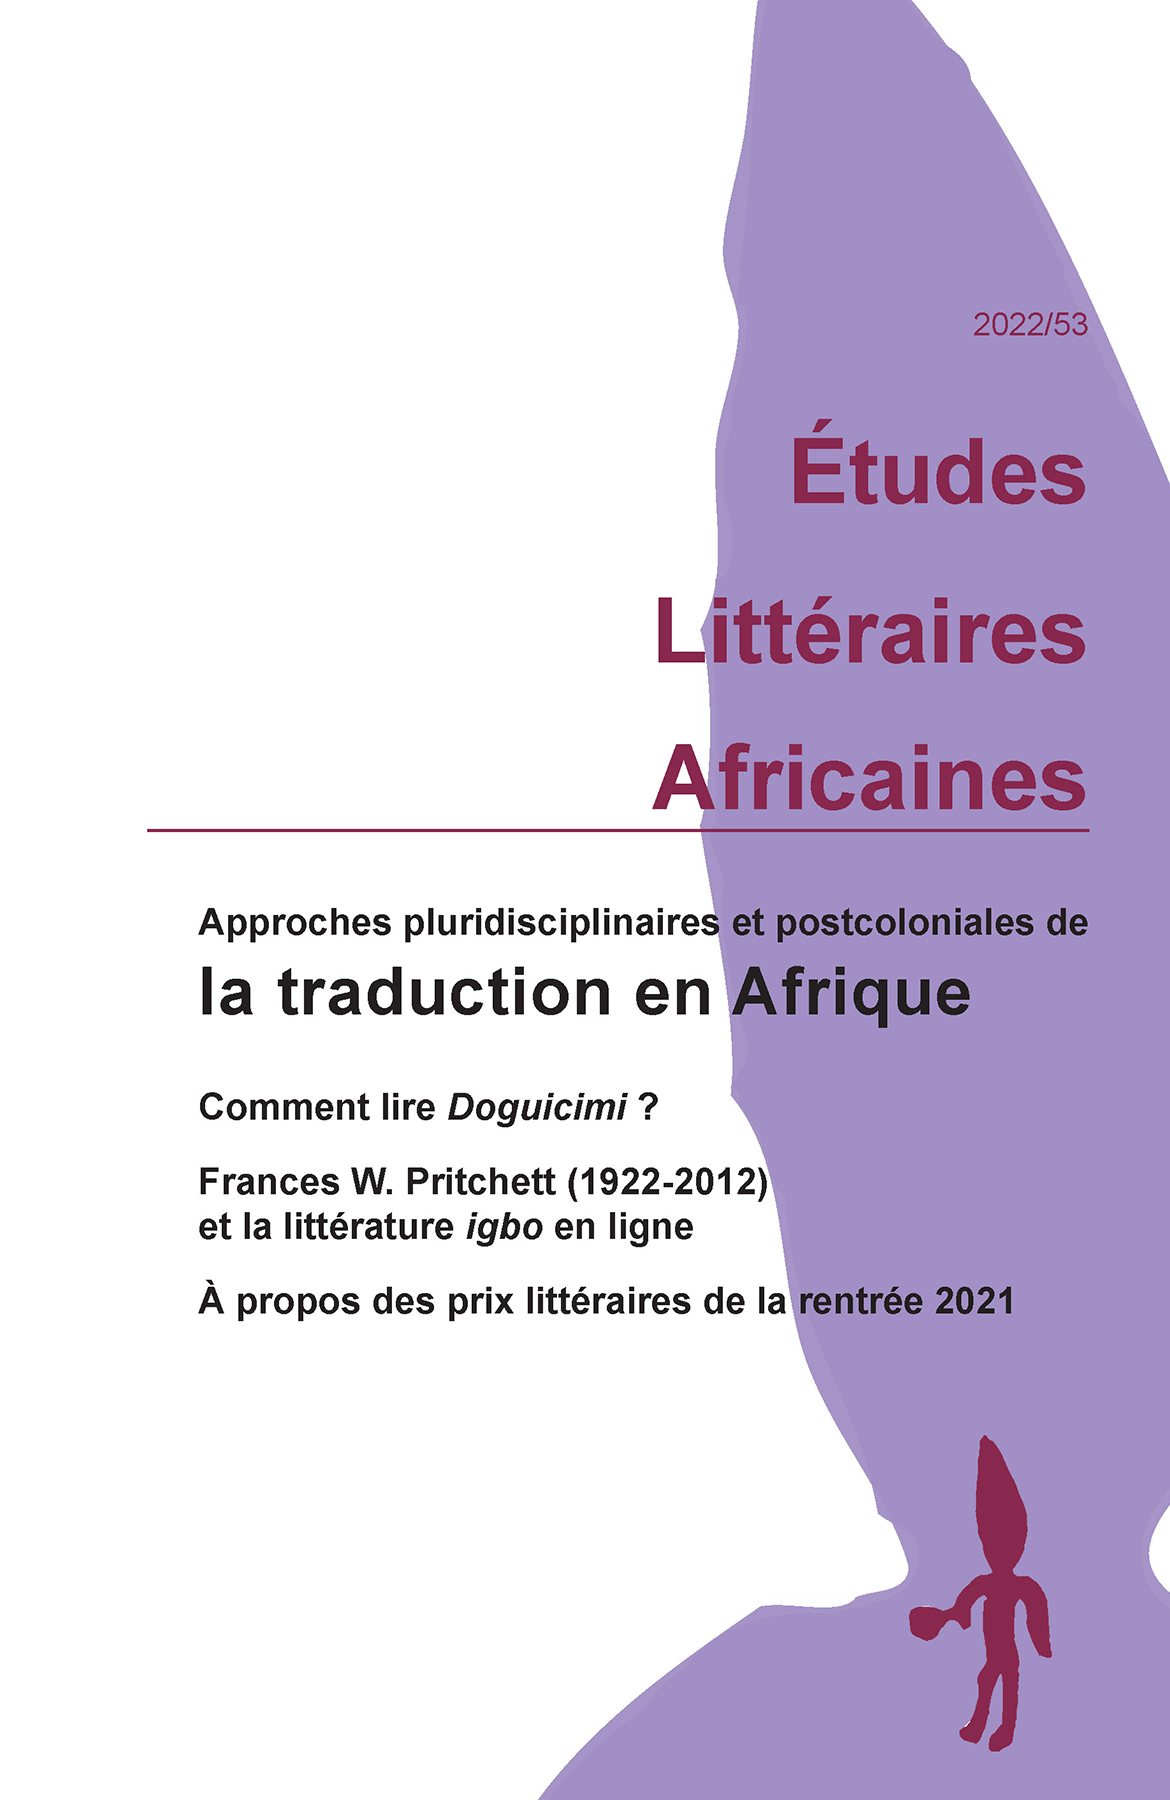 2022/53
Études
Littéraires
Africaines
Approches pluridisciplinaires et postcoloniales de
la traduction en Afrique
Comment lire Doguicimi ?
Frances W. Pritchett (1922-2012)
et la littérature igbo en ligne
À propos des prix littéraires de la rentrée 2021